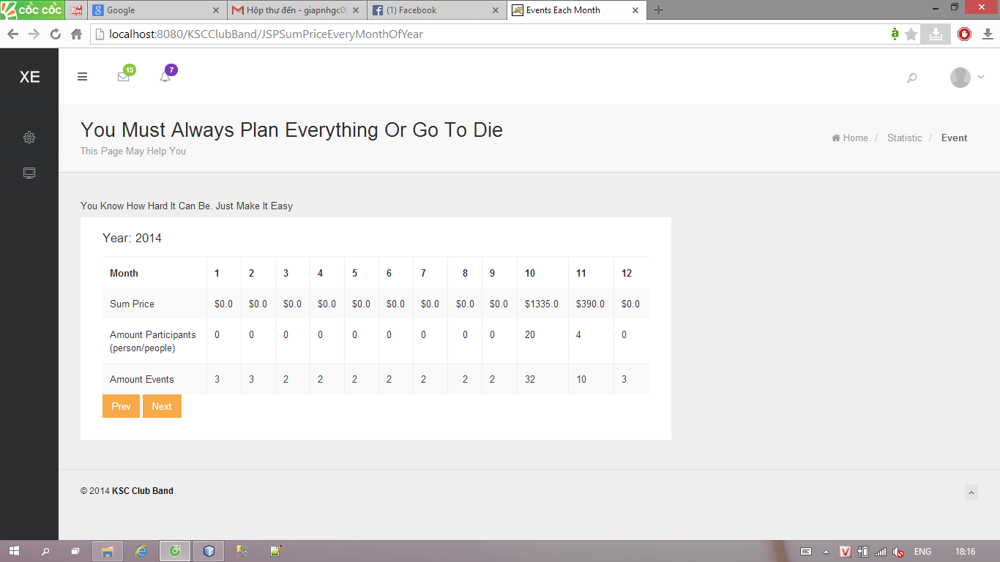 cốc cốc
Google
Hộp thư đến - giapnhgc0
(1) Facebook
Events Each Month
localhost:8080/KSCClubBand/JSPSumPriceEveryMonthOfYear
XE
15
7
You Must Always Plan Everything Or Go To Die
This Page May Help You
Home / Statistic / Event
You Know How Hard It Can Be. Just Make It Easy
Year: 2014
Month 1 2 3 4 5 6 7 8 9 10 11 12
Sum Price $0.0 $0.0 $0.0 $0.0 $0.0 $0.0 $0.0 $0.0 $0.0 $1335.0 $390.0 $0.0
Amount Participants
(person/people) 0 0 0 0 0 0 0 0 0 20 4 0
Amount Events 3 3 2 2 2 2 2 2 2 32 10 3
Prev Next
© 2014 KSC Club Band
ENG
18:16